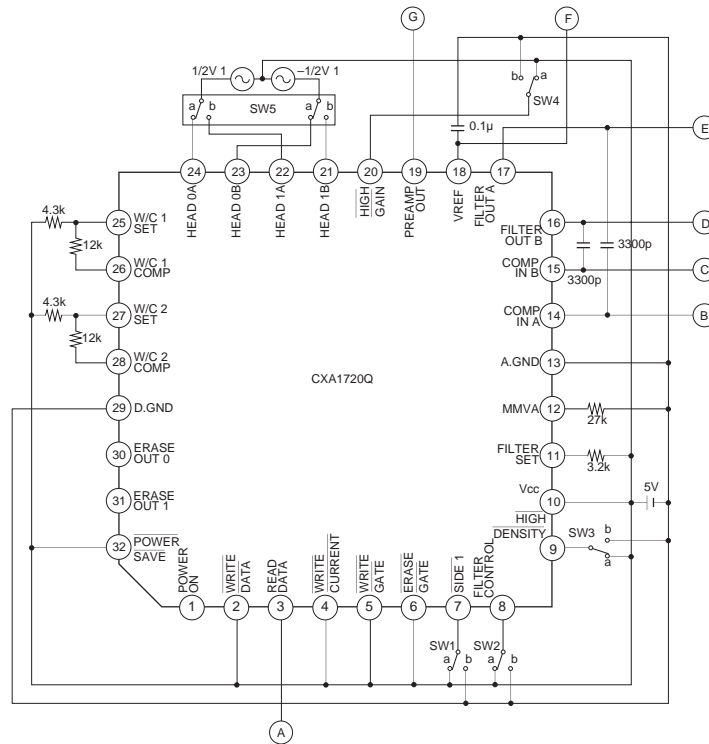 G
F
1/2V 1
–1/2V 1
a
b
SW5
a
b
b
a
SW4
0.1μ
E
24
23
22
21
20
19
18
17
HEAD 0A
HEAD 0B
HEAD 1A
HEAD 1B
HIGH
GAIN
PREAMP
OUT
VREF
FILTER
OUT A
4.3k
12k
25
W/C 1
SET
26
W/C 1
COMP
4.3k
12k
27
W/C 2
SET
28
W/C 2
COMP
29
D.GND
30
ERASE
OUT 0
31
ERASE
OUT 1
32
POWER
SAVE
CXA1720Q
FILTER
OUT B
16
D
3300p
COMP
IN B
15
3300p
C
COMP
IN A
14
B
A.GND
13
MMVA
12
27k
FILTER
SET
11
3.2k
Vcc
10
5V
HIGH
DENSITY
9
SW3
b
a
POWER
ON
WRITE
DATA
READ
DATA
WRITE
CURRENT
WRITE
GATE
ERASE
GATE
SIDE 1
FILTER
CONTROL
1
2
3
4
5
6
7
8
SW1
a
b
SW2
a
b
A